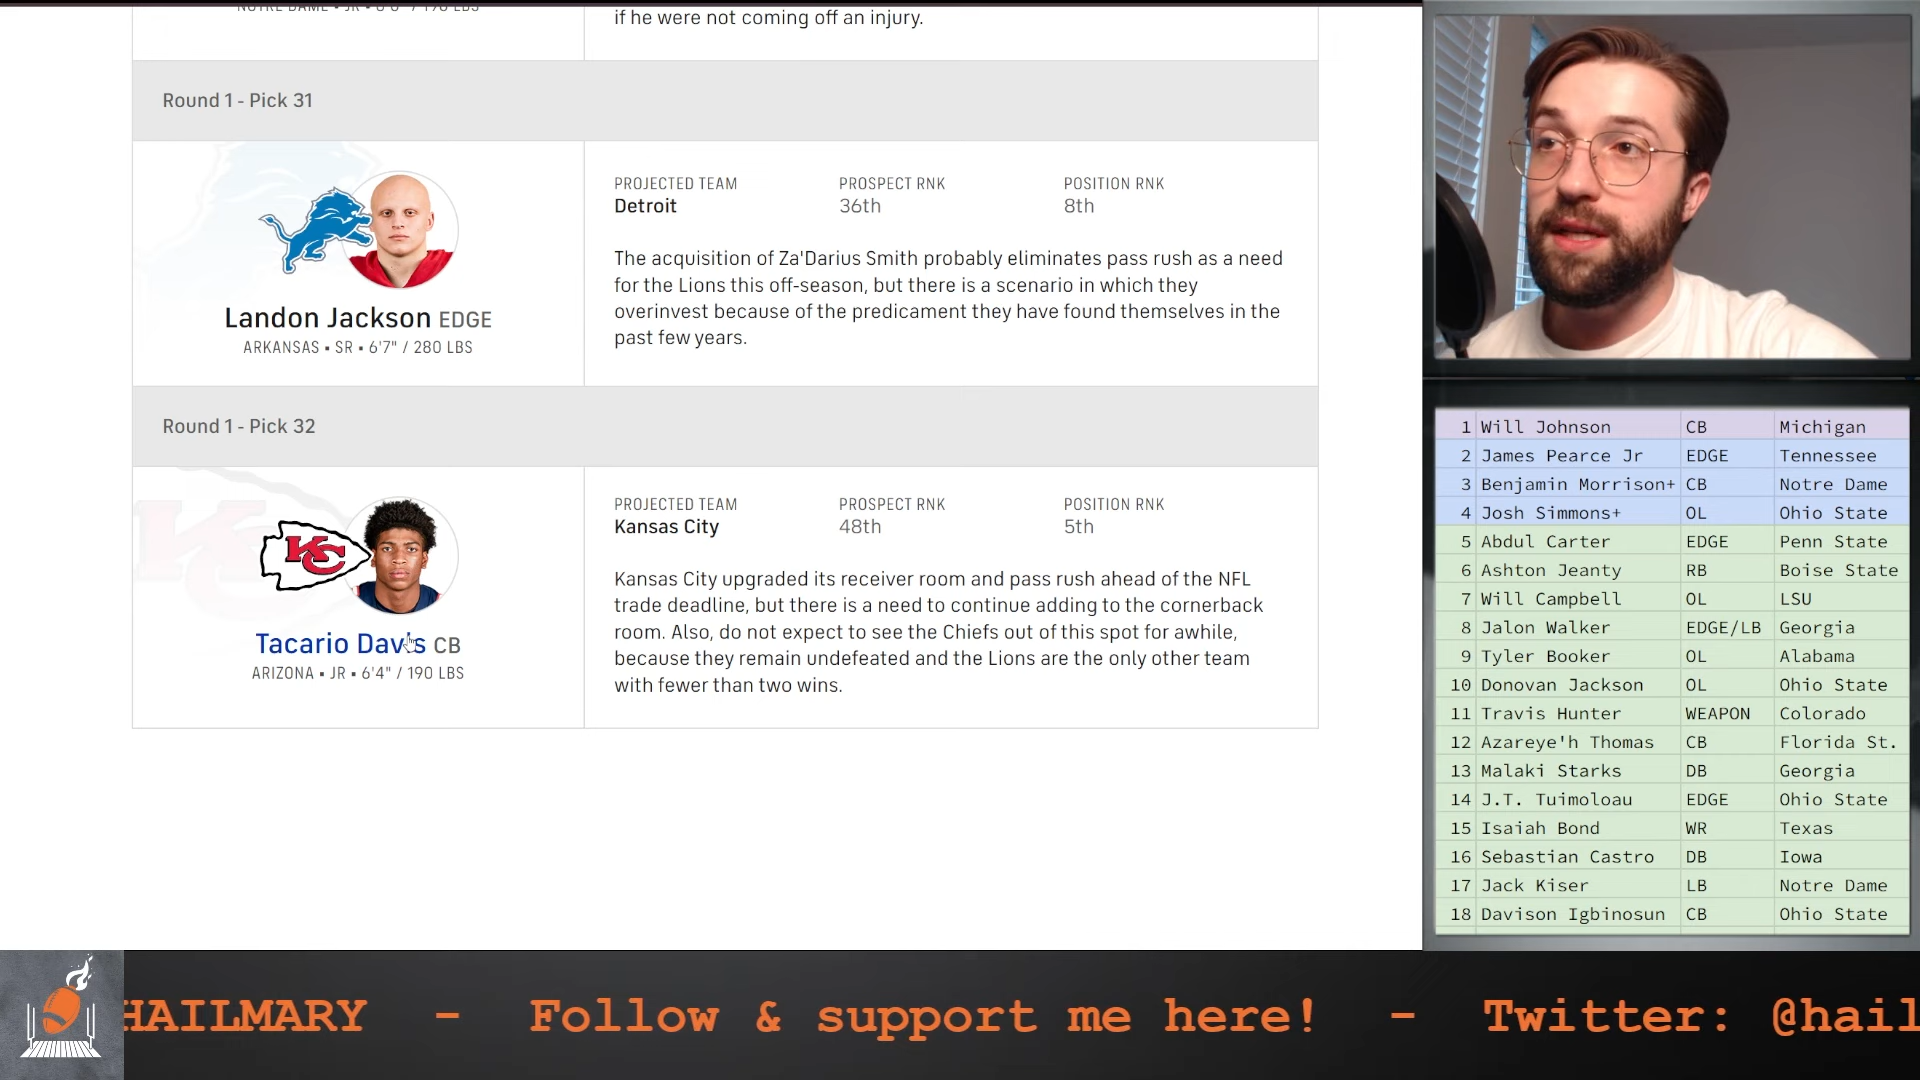 NOTRE DAME • JR • 6'0" / 190 LBS
if he were not coming off an injury.
Round 1 - Pick 31
PROJECTED TEAM PROSPECT RNK POSITION RNK
Detroit 36th 8th
The acquisition of Za'Darius Smith probably eliminates pass rush as a need
for the Lions this off-season, but there is a scenario in which they
overinvest because of the predicament they have found themselves in the
past few years.
Landon Jackson EDGE
ARKANSAS • SR • 6'7" / 280 LBS
Round 1 - Pick 32
PROJECTED TEAM PROSPECT RNK POSITION RNK
Kansas City 48th 5th
KC
Kansas City upgraded its receiver room and pass rush ahead of the NFL
trade deadline, but there is a need to continue adding to the cornerback
room. Also, do not expect to see the Chiefs out of this spot for awhile,
because they remain undefeated and the Lions are the only other team
with fewer than two wins.
Tacario Davis CB
ARIZONA • JR • 6'4" / 190 LBS
1 Will Johnson CB Michigan
2 James Pearce Jr EDGE Tennessee
3 Benjamin Morrison+ CB Notre Dame
4 Josh Simmons+ OL Ohio State
5 Abdul Carter EDGE Penn State
6 Ashton Jeanty RB Boise State
7 Will Campbell OL LSU
8 Jalon Walker EDGE/LB Georgia
9 Tyler Booker OL Alabama
10 Donovan Jackson OL Ohio State
11 Travis Hunter WEAPON Colorado
12 Azareye'h Thomas CB Florida St.
13 Malaki Starks DB Georgia
14 J.T. Tuimoloau EDGE Ohio State
15 Isaiah Bond WR Texas
16 Sebastian Castro DB Iowa
17 Jack Kiser LB Notre Dame
18 Davison Igbinosun CB Ohio State
HAILMARY - Follow & support me here! - Twitter: @hail